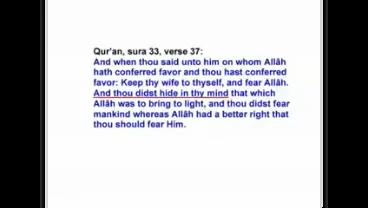 Qur'an, sura 33, verse 37:
And when thou said unto him on whom Allâh
hath conferred favor and thou hast conferred
favor: Keep thy wife to thyself, and fear Allâh.
And thou didst hide in thy mind that which
Allâh was to bring to light, and thou didst fear
mankind whereas Allâh had a better right that
thou should fear Him.